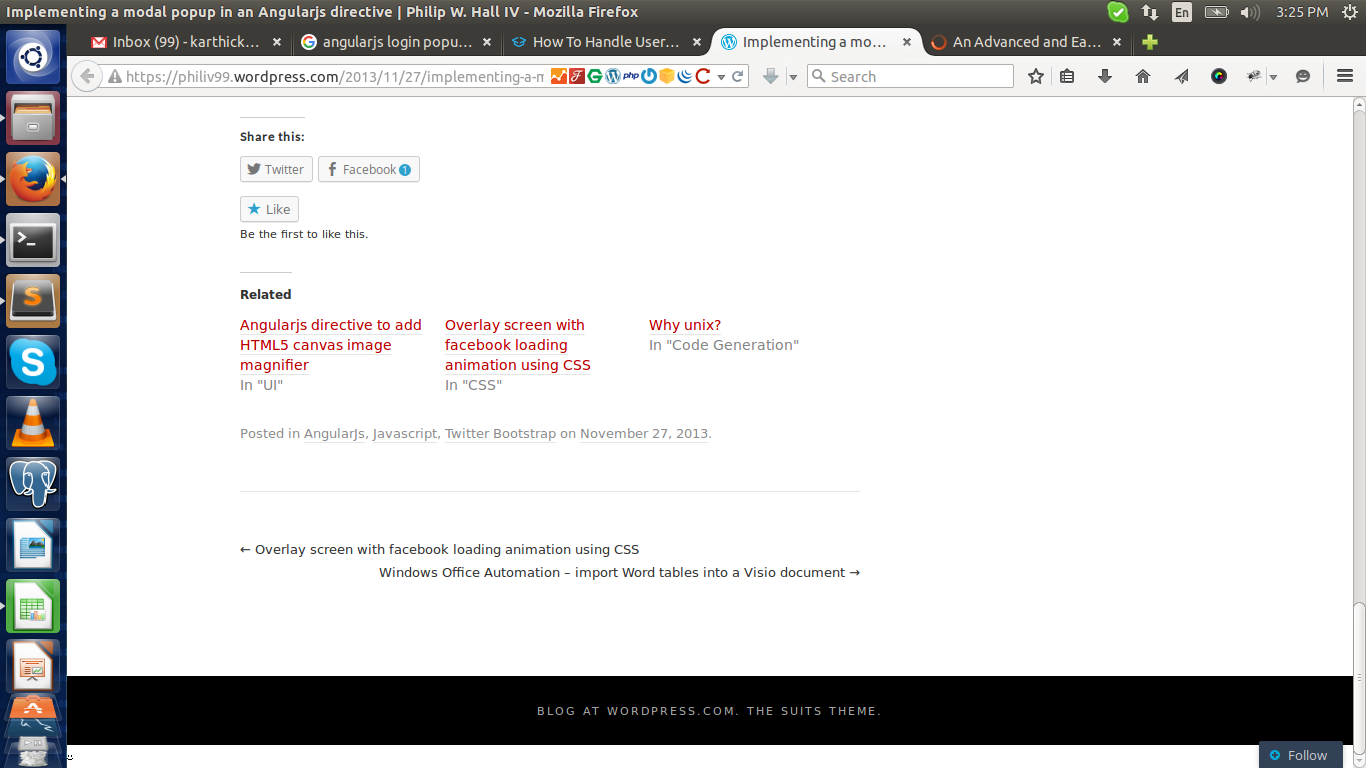 Implementing a modal popup in an Angularjs directive | Philip W. Hall IV - Mozilla Firefox
En
3:25 PM
Inbox (99) - karthick...
angularjs login popu...
How To Handle User...
Implementing a mo...
An Advanced and Ea...
https://philiv99.wordpress.com/2013/11/27/implementing-a-m
php
Search
Share this:
Twitter
Facebook 1
Like
Be the first to like this.
Related
Angularjs directive to add
HTML5 canvas image
magnifier
In "UI"
Overlay screen with
facebook loading
animation using CSS
In "CSS"
Why unix?
In "Code Generation"
Posted in AngularJs, Javascript, Twitter Bootstrap on November 27, 2013.
← Overlay screen with facebook loading animation using CSS
Windows Office Automation – import Word tables into a Visio document →
BLOG AT WORDPRESS.COM. THE SUITS THEME.
Follow